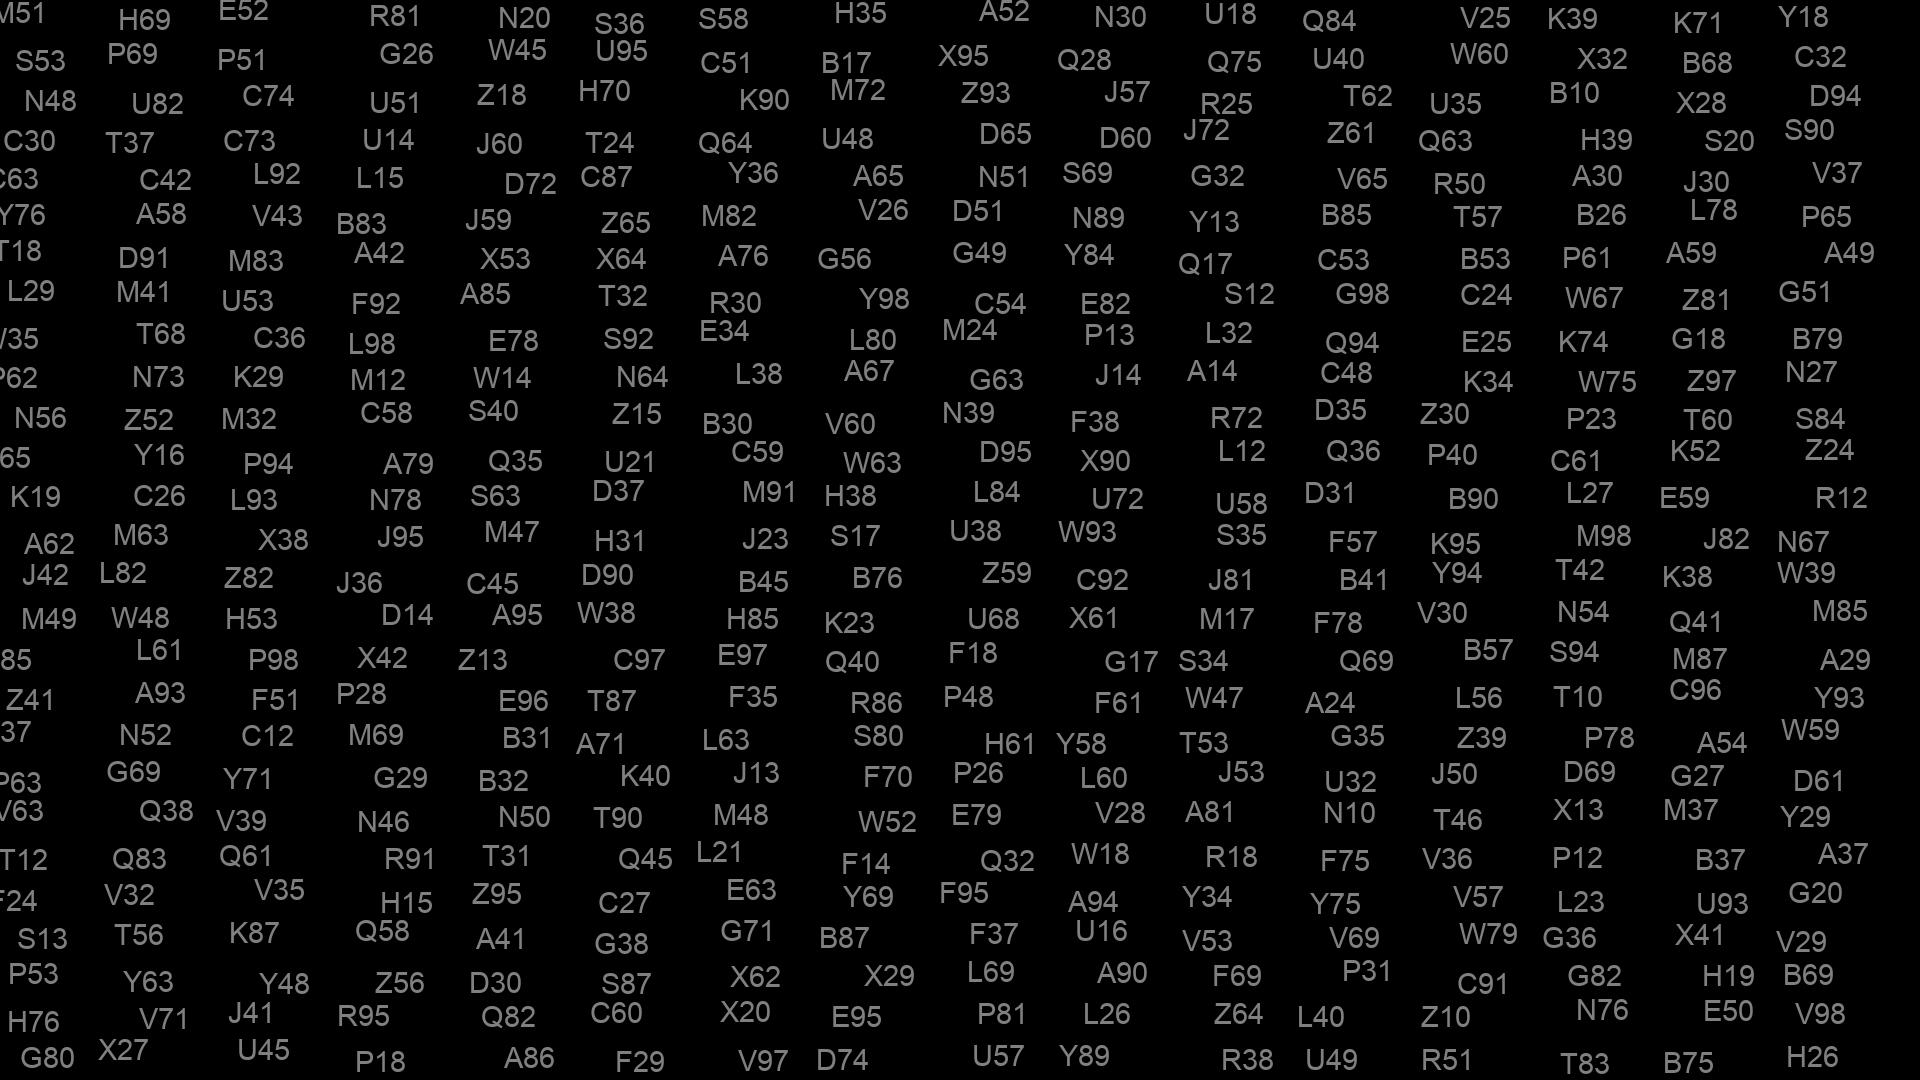 M51 H69 E52 R81 N20 S36 S58 H35 A52 N30 U18 Q84 V25 K39 K71 Y18
S53 P69 P51 G26 W45 U95 C51 B17 X95 Q28 Q75 U40 W60 X32 B68 C32
N48 U82 C74 U51 Z18 H70 K90 M72 Z93 J57 R25 T62 U35 B10 X28 D94
C30 T37 C73 U14 J60 T24 Q64 U48 D65 D60 J72 Z61 Q63 H39 S20 S90
C63 C42 L92 L15 D72 C87 Y36 A65 N51 S69 G32 V65 R50 A30 J30 V37
Y76 A58 V43 B83 J59 Z65 M82 V26 D51 N89 Y13 B85 T57 B26 L78 P65
T18 D91 M83 A42 X53 X64 A76 G56 G49 Y84 Q17 C53 B53 P61 A59 A49
L29 M41 U53 F92 A85 T32 R30 Y98 C54 E82 S12 G98 C24 W67 Z81 G51
35 T68 C36 L98 E78 S92 E34 L80 M24 P13 L32 Q94 E25 K74 G18 B79
P62 N73 K29 M12 W14 N64 L38 A67 G63 J14 A14 C48 K34 W75 Z97 N27
N56 Z52 M32 C58 S40 Z15 B30 V60 N39 F38 R72 D35 Z30 P23 T60 S84
65 Y16 P94 A79 Q35 U21 C59 W63 D95 X90 L12 Q36 P40 C61 K52 Z24
K19 C26 L93 N78 S63 D37 M91 H38 L84 U72 U58 D31 B90 L27 E59 R12
A62 M63 X38 J95 M47 H31 J23 S17 U38 W93 S35 F57 K95 M98 J82 N67
J42 L82 Z82 J36 C45 D90 B45 B76 Z59 C92 J81 B41 Y94 T42 K38 W39
M49 W48 H53 D14 A95 W38 H85 K23 U68 X61 M17 F78 V30 N54 Q41 M85
85 L61 P98 X42 Z13 C97 E97 Q40 F18 G17 S34 Q69 B57 S94 M87 A29
Z41 A93 F51 P28 E96 T87 F35 R86 P48 F61 W47 A24 L56 T10 C96 Y93
37 N52 C12 M69 B31 A71 L63 S80 H61 Y58 T53 G35 Z39 P78 A54 W59
P63 G69 Y71 G29 B32 K40 J13 F70 P26 L60 J53 U32 J50 D69 G27 D61
V63 Q38 V39 N46 N50 T90 M48 W52 E79 V28 A81 N10 T46 X13 M37 Y29
T12 Q83 Q61 R91 T31 Q45 L21 F14 Q32 W18 R18 F75 V36 P12 B37 A37
F24 V32 V35 H15 Z95 C27 E63 Y69 F95 A94 Y34 Y75 V57 L23 U93 G20
S13 T56 K87 Q58 A41 G38 G71 B87 F37 U16 V53 V69 W79 G36 X41 V29
P53 Y63 Y48 Z56 D30 S87 X62 X29 L69 A90 F69 P31 C91 G82 H19 B69
H76 V71 J41 R95 Q82 C60 X20 E95 P81 L26 Z64 L40 Z10 N76 E50 V98
G80 X27 U45 P18 A86 F29 V97 D74 U57 Y89 R38 U49 R51 T83 B75 H26